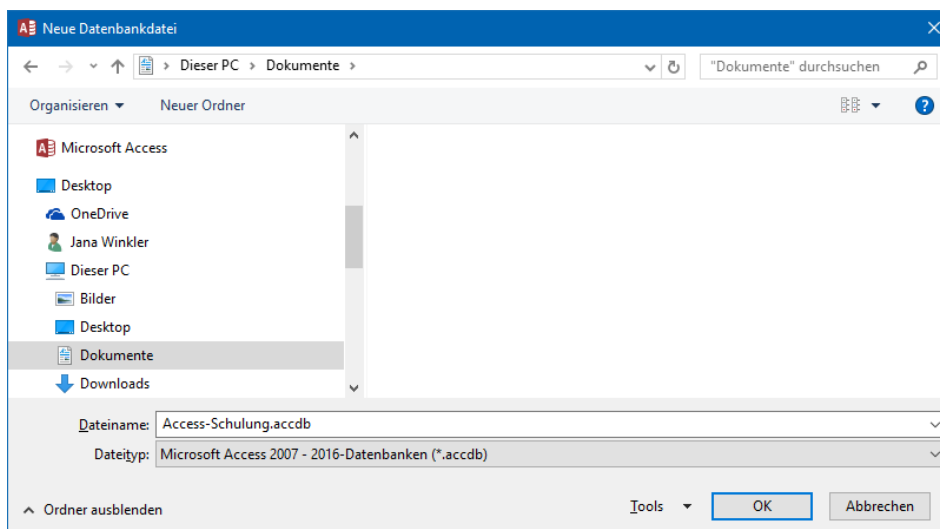 Neue Datenbankdatei
Dieser PC > Dokumente >
"Dokumente" durchsuchen
Organisieren
Neuer Ordner
Microsoft Access
Desktop
OneDrive
Jana Winkler
Dieser PC
Bilder
Desktop
Dokumente
Downloads
Dateiname: Access-Schulung.accdb
Dateityp: Microsoft Access 2007 - 2016-Datenbanken (*.accdb)
Ordner ausblenden
Tools
OK
Abbrechen